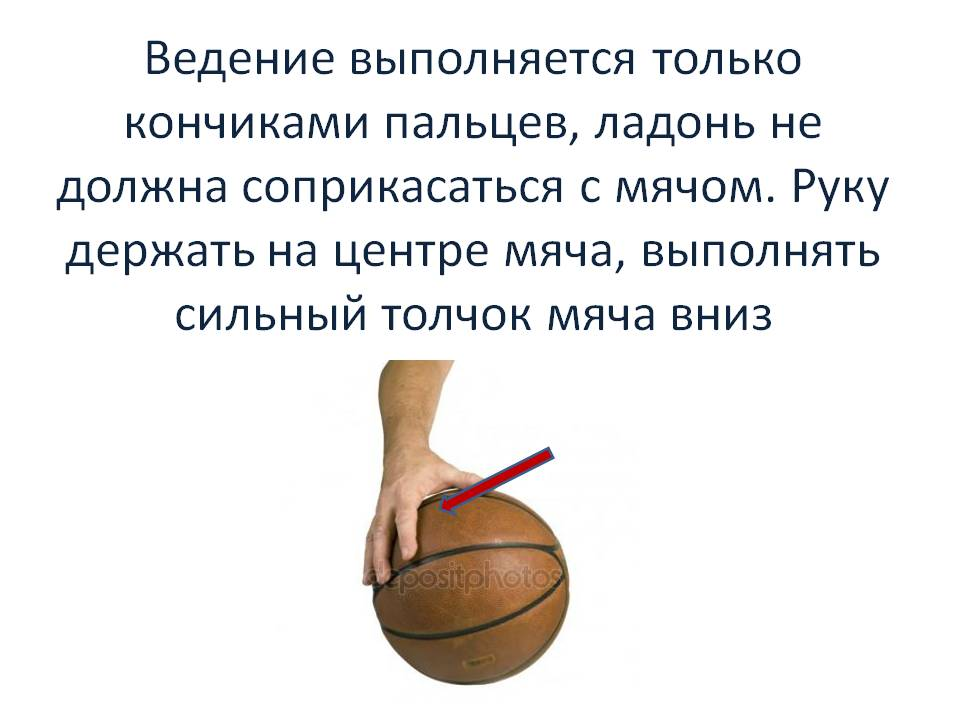 Ведение выполняется только
кончиками пальцев, ладонь не
должна соприкасаться с мячом. Руку
держать на центре мяча, выполнять
сильный толчок мяча вниз
depositphotos